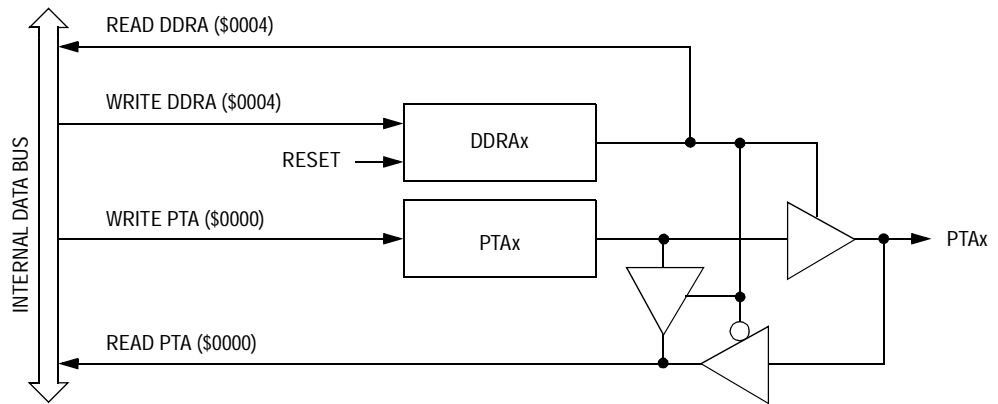 READ DDRA ($0004)
WRITE DDRA ($0004)
DDRAx
RESET
INTERNAL DATA BUS
WRITE PTA ($0000)
PTAx
PTAx
READ PTA ($0000)